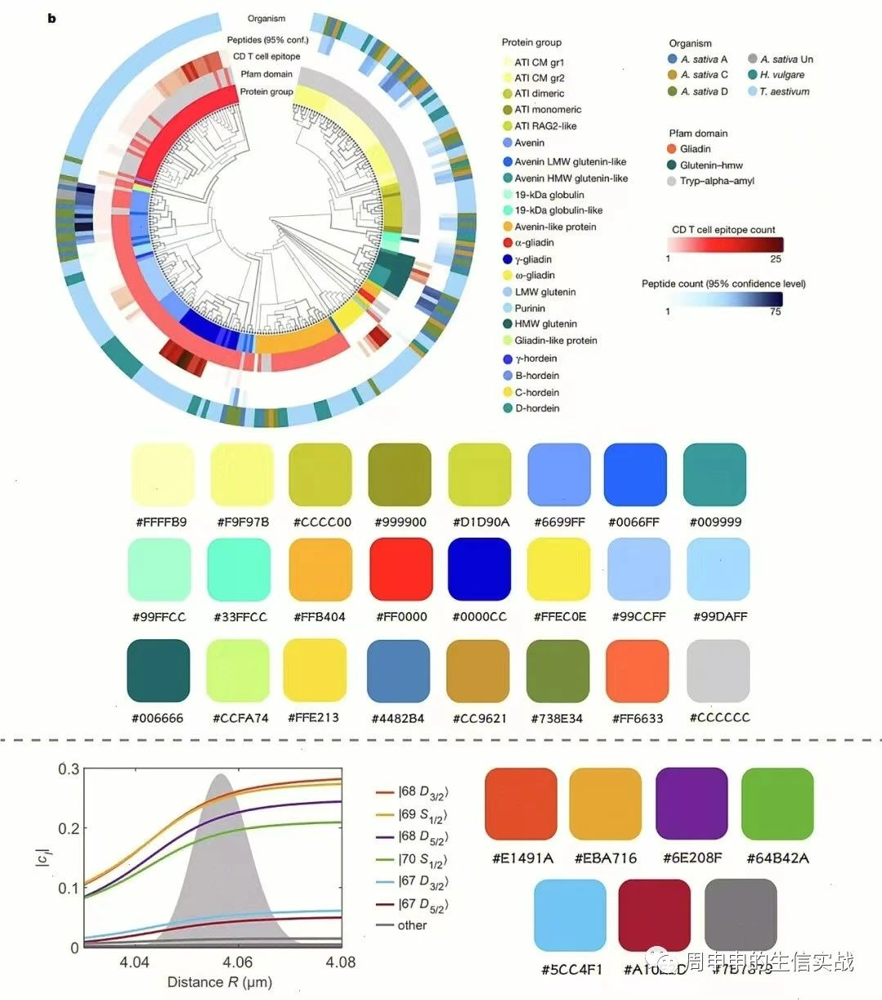 b
Organism
Peptides (95% conf.)
CD T cell epitope
Pfam domain
Protein group
Protein group
ATI CM gr1
ATI CM gr2
ATI dimeric
ATI monomeric
ATI RAG2-like
Avenin
Avenin LMW glutenin-like
Avenin HMW glutenin-like
19-kDa globulin
19-kDa globulin-like
Avenin-like protein
α-gliadin
γ-gliadin
ω-gliadin
LMW glutenin
Purinin
HMW glutenin
Gliadin-like protein
γ-hordein
B-hordein
C-hordein
D-hordein
Organism
A. sativa A
A. sativa C
A. sativa D
A. sativa Un
H. vulgare
T. aestivum
Pfam domain
Gliadin
Glutenin–hmw
Tryp–alpha–amyl
CD T cell epitope count
1 25
Peptide count (95% confidence level)
1 75
#FFFFB9 #F9F97B #CCCC00 #999900 #D1D90A #6699FF #0066FF #009999
#99FFCC #33FFCC #FFB404 #FF0000 #0000CC #FFEC0E #99CCFF #99DAFF
#006666 #CCFA74 #FFE213 #4482B4 #CC9621 #738E34 #FF6633 #CCCCCC
0.3
0.2
0.1
0
|c_i|
4.04 4.06 4.08
Distance R (μm)
|68 D3/2⟩
|69 S1/2⟩
|68 D5/2⟩
|70 S1/2⟩
|67 D3/2⟩
|67 D5/2⟩
other
#E1491A #EBA716 #6E208F #64B42A
#5CC4F1
周申申的生信实战